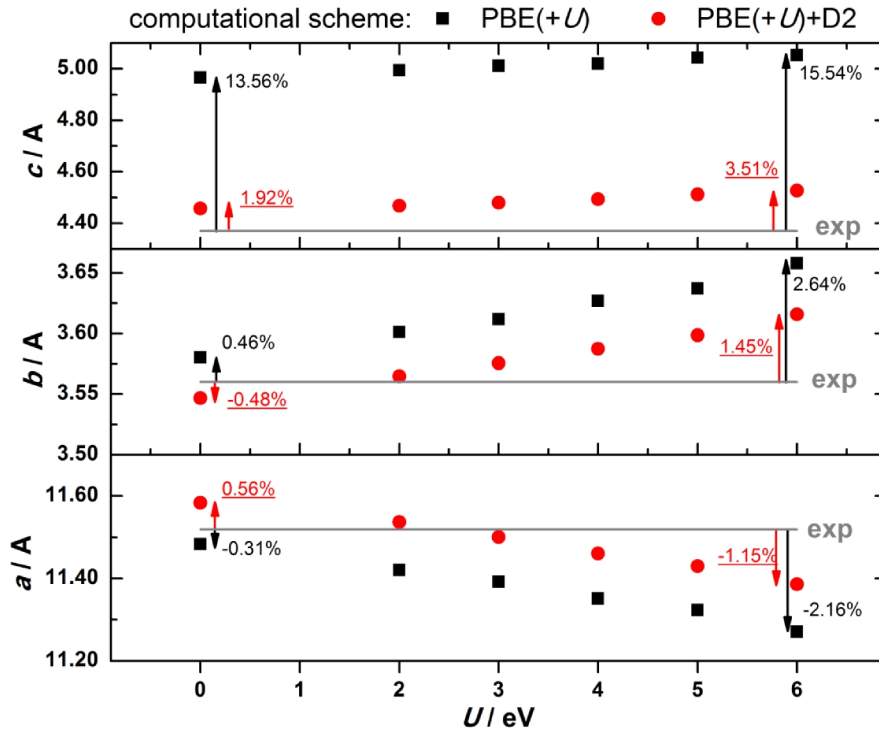 computational scheme: PBE(+U) PBE(+U)+D2
5.00
4.80
4.60
4.40
c / A
13.56%
15.54%
1.92%
3.51%
exp
3.65
3.60
3.55
3.50
b / A
0.46%
-0.48%
2.64%
1.45%
exp
11.60
11.40
11.20
a / A
0.56%
-0.31%
exp
-1.15%
-2.16%
0 1 2 3 4 5 6
U / eV